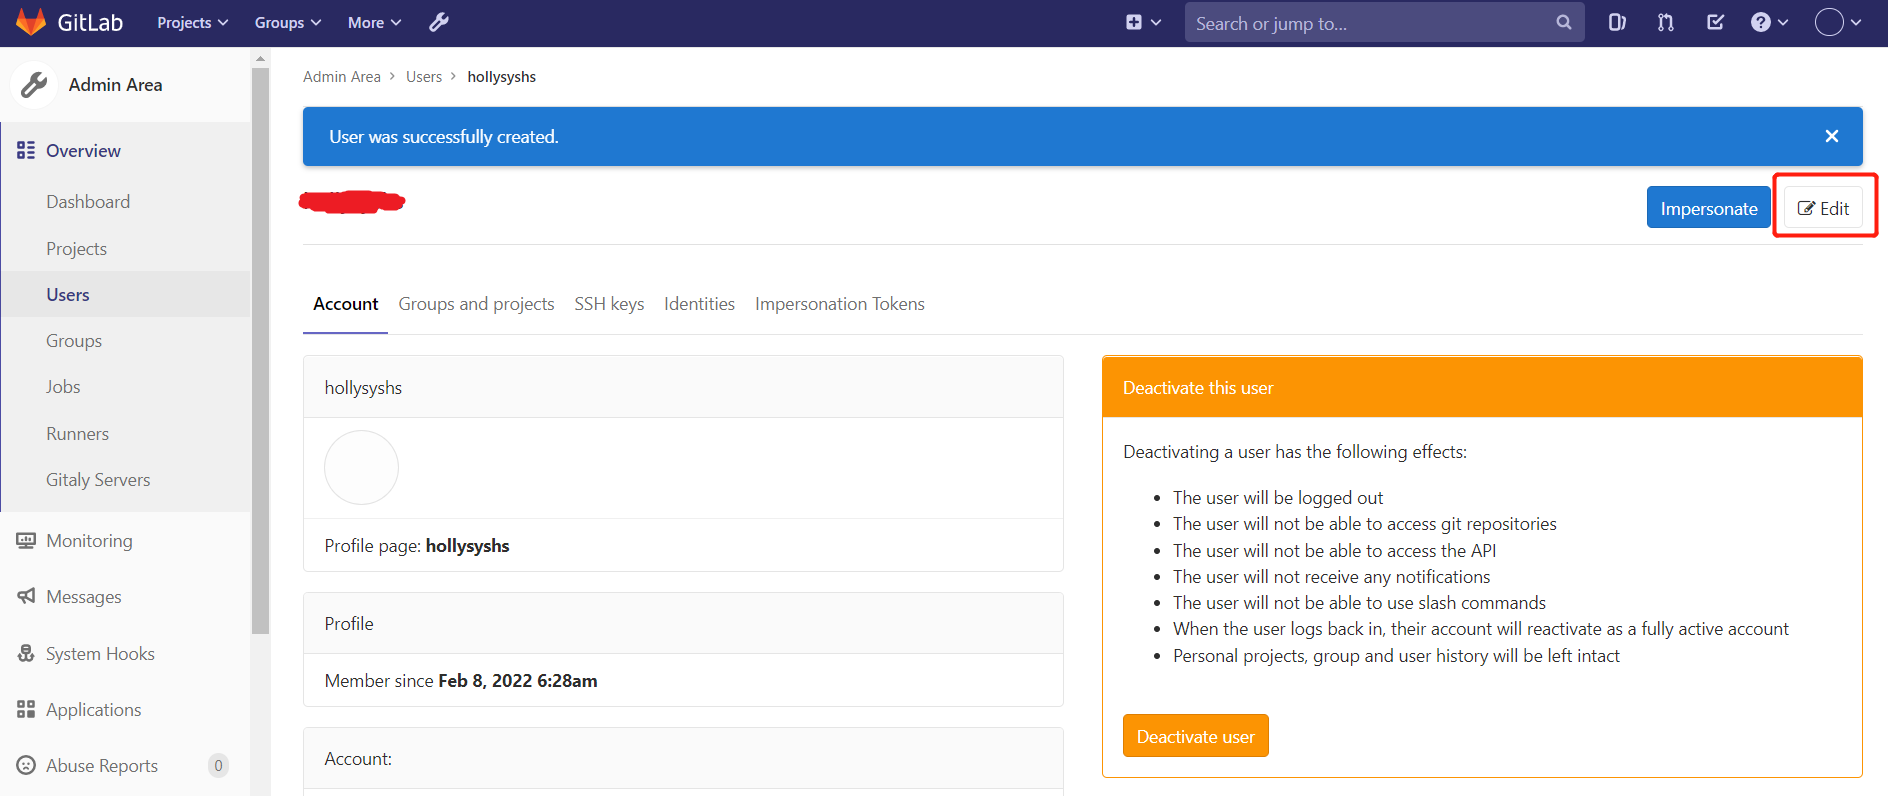 GitLab Projects Groups More Search or jump to...
Admin Area
Overview
Dashboard
Projects
Users
Groups
Jobs
Runners
Gitaly Servers
Monitoring
Messages
System Hooks
Applications
Abuse Reports 0
Admin Area > Users > hollysyshs
User was successfully created.
Impersonate Edit
Account Groups and projects SSH keys Identities Impersonation Tokens
hollysyshs
Profile page: hollysyshs
Profile
Member since Feb 8, 2022 6:28am
Account:
Deactivate this user
Deactivating a user has the following effects:
• The user will be logged out
• The user will not be able to access git repositories
• The user will not be able to access the API
• The user will not receive any notifications
• The user will not be able to use slash commands
• When the user logs back in, their account will reactivate as a fully active account
• Personal projects, group and user history will be left intact
Deactivate user